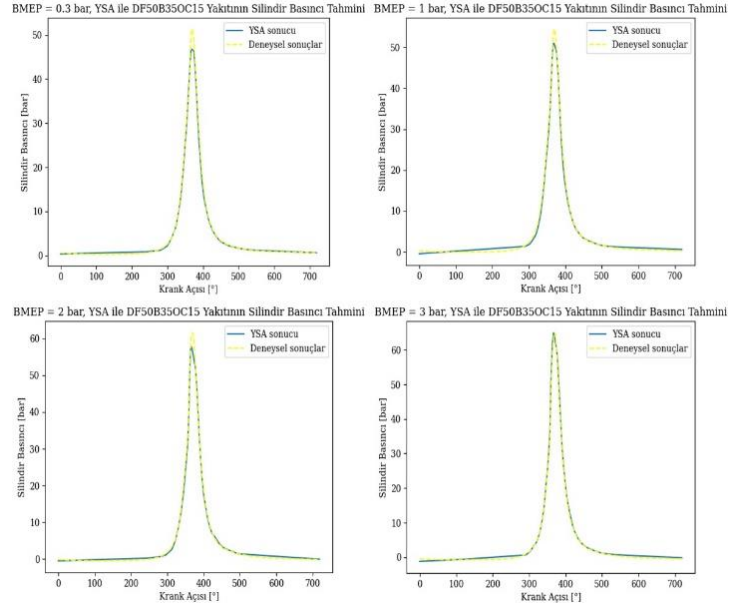 BMEP = 0.3 bar, YSA ile DF50B35OC15 Yakıtının Silindir Basıncı Tahmini
YSA sonucu
Deneysel sonuçlar
Silindir Basıncı [bar]
50
40
30
20
10
0
0 100 200 300 400 500 600 700
Krank Açısı [°]
BMEP = 1 bar, YSA ile DF50B35OC15 Yakıtının Silindir Basıncı Tahmini
YSA sonucu
Deneysel sonuçlar
Silindir Basıncı [bar]
50
40
30
20
10
0
0 100 200 300 400 500 600 700
Krank Açısı [°]
BMEP = 2 bar, YSA ile DF50B35OC15 Yakıtının Silindir Basıncı Tahmini
YSA sonucu
Deneysel sonuçlar
Silindir Basıncı [bar]
60
50
40
30
20
10
0
0 100 200 300 400 500 600 700
Krank Açısı [°]
BMEP = 3 bar, YSA ile DF50B35OC15 Yakıtının Silindir Basıncı Tahmini
YSA sonucu
Deneysel sonuçlar
Silindir Basıncı [bar]
60
50
40
30
20
10
0
0 100 200 300 400 500 600 700
Krank Açısı [°]